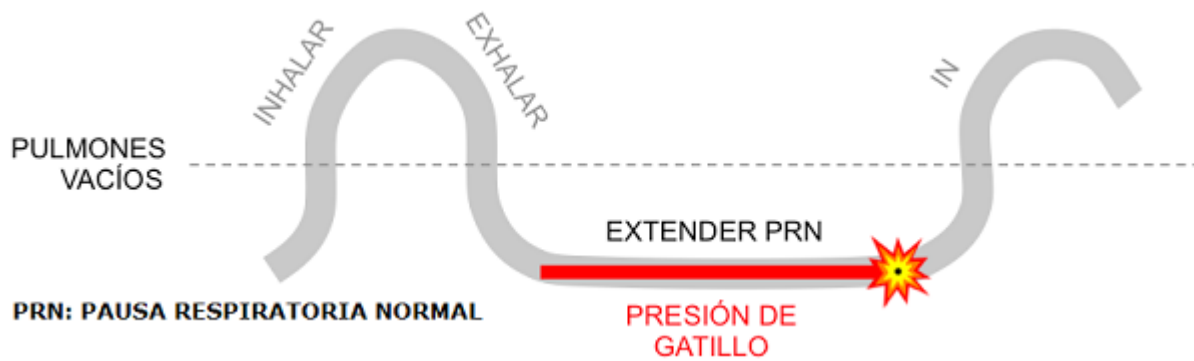 INHALAR
EXHALAR
IN
PULMONES
VACÍOS
EXTENDER PRN
PRN: PAUSA RESPIRATORIA NORMAL
PRESIÓN DE
GATILLO